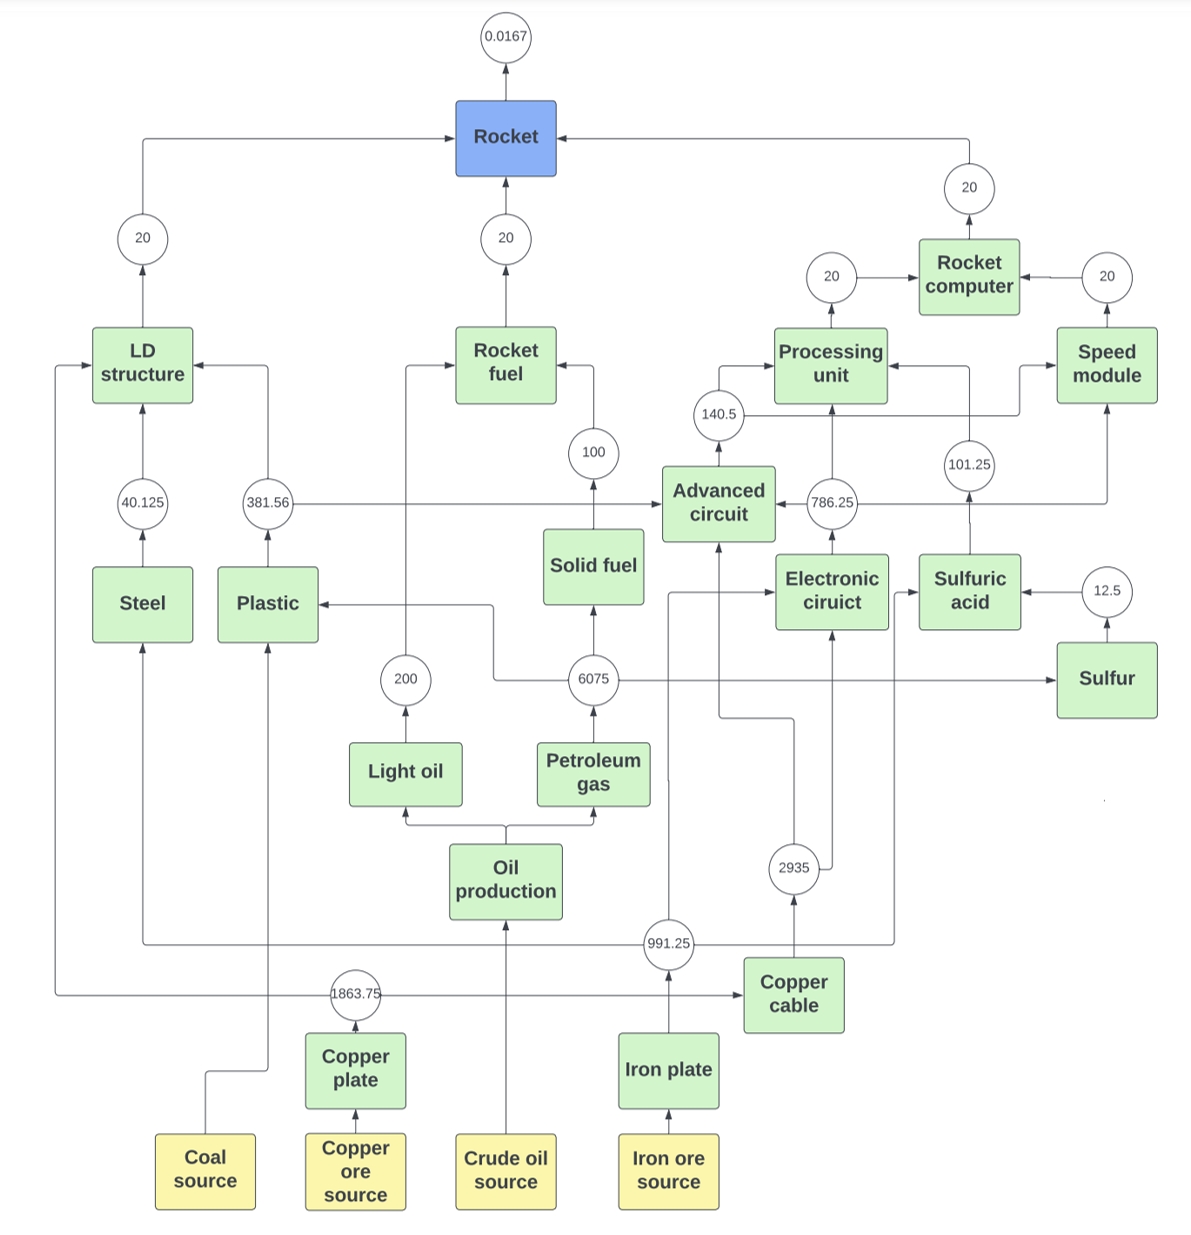 0.0167
Rocket
20
20
20
Rocket
computer
20
20
LD
structure
Rocket
fuel
Processing
unit
Speed
module
140.5
100
101.25
40.125
381.56
Advanced
circuit
786.25
Solid fuel
Steel
Plastic
Electronic
ciruict
Sulfuric
acid
12.5
200
6075
Sulfur
Light oil
Petroleum
gas
Oil
production
2935
991.25
1863.75
Copper
cable
Copper
plate
Iron plate
Coal
source
Copper
ore
source
Crude oil
source
Iron ore
source